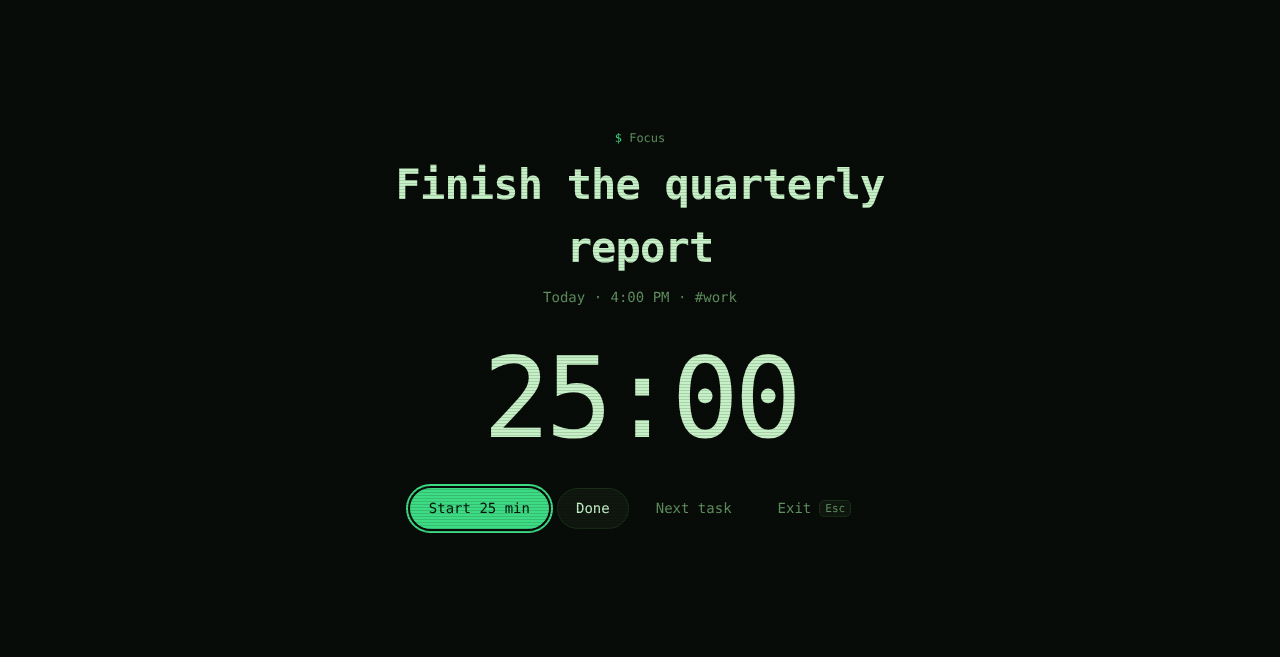 $ Focus
Finish the quarterly
report
Today · 4:00 PM · #work
25:00
Start 25 min Done Next task Exit Esc